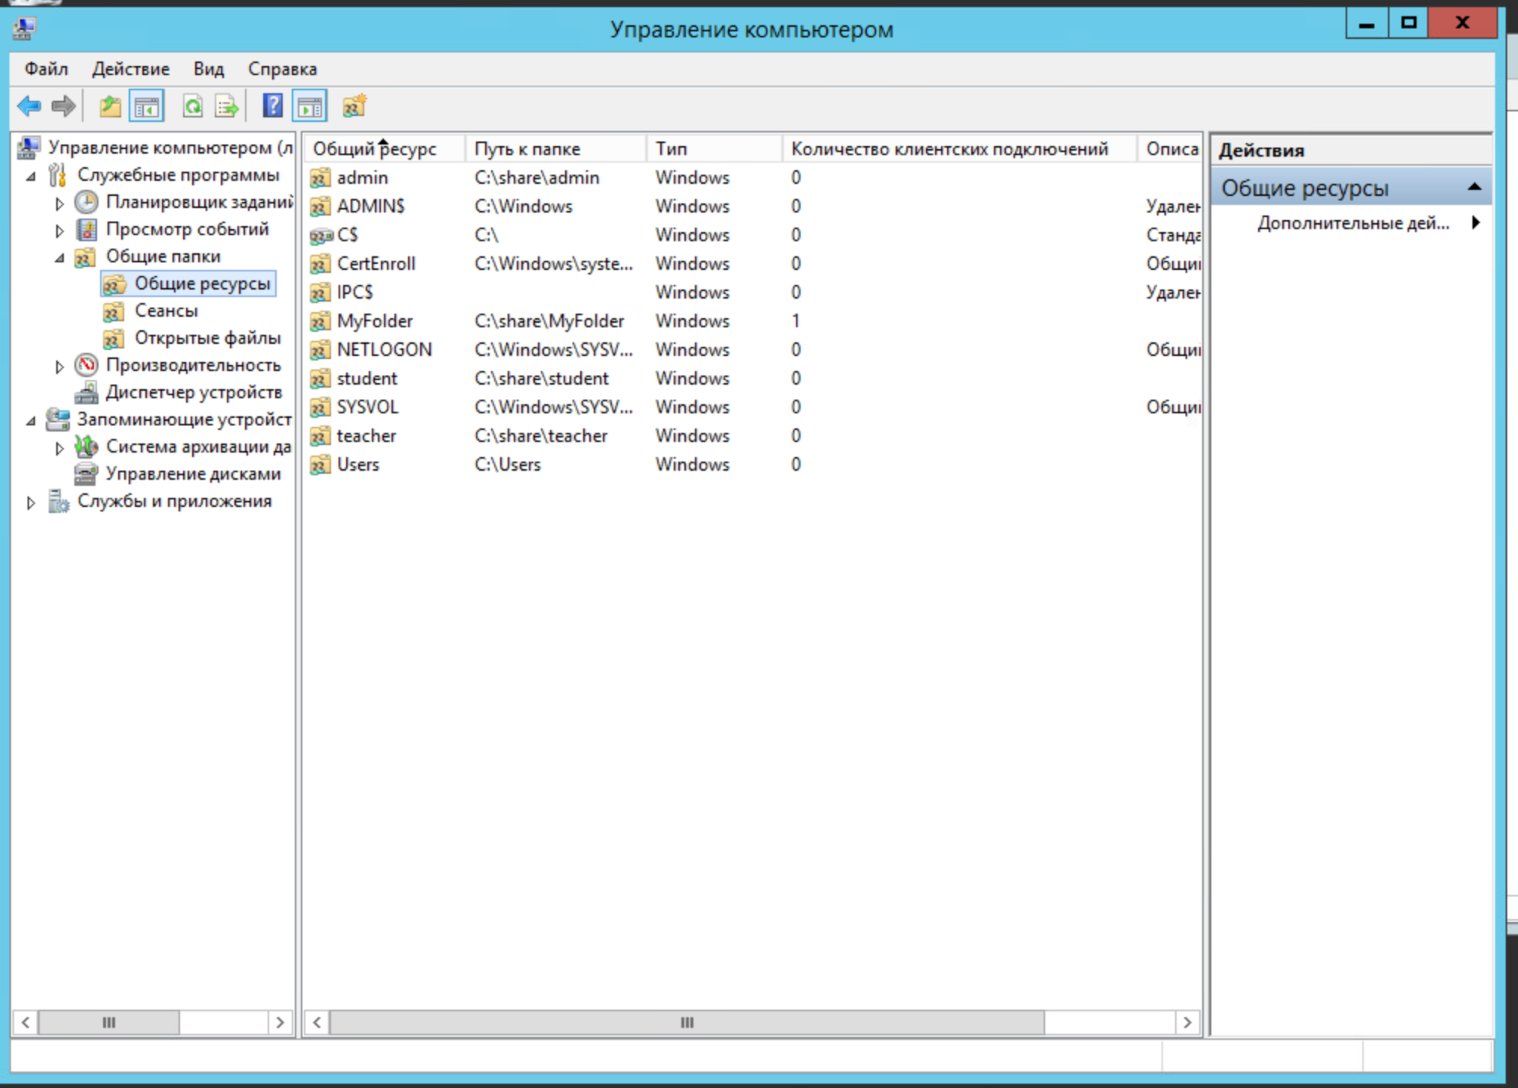 Управление компьютером
Файл Действие Вид Справка
Управление компьютером (л
Служебные программы
Планировщик заданий
Просмотр событий
Общие папки
Общие ресурсы
Сеансы
Открытые файлы
Производительность
Диспетчер устройств
Запоминающие устройст
Система архивации да
Управление дисками
Службы и приложения
Общий ресурс Путь к папке Тип Количество клиентских подключений Описа
admin C:\share\admin Windows 0
ADMIN$ C:\Windows Windows 0 Удален
C$ C:\ Windows 0 Станда
CertEnroll C:\Windows\syste... Windows 0 Общи
IPC$ Windows 0 Удален
MyFolder C:\share\MyFolder Windows 1
NETLOGON C:\Windows\SYSV... Windows 0 Общи
student C:\share\student Windows 0
SYSVOL C:\Windows\SYSV... Windows 0 Общи
teacher C:\share\teacher Windows 0
Users C:\Users Windows 0
Действия
Общие ресурсы
Дополнительные дей...